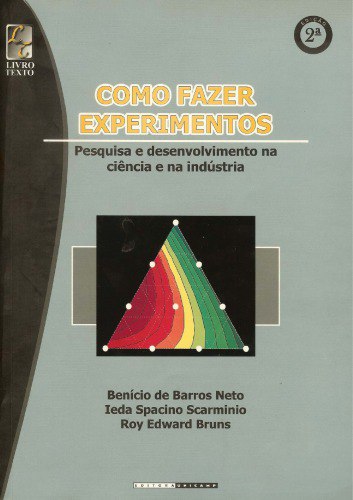 LIVRO
TEXTO
EDIÇÃO
2ª
COMO FAZER
EXPERIMENTOS
Pesquisa e desenvolvimento na
ciência e na indústria
Benício de Barros Neto
Ieda Spacino Scarminio
Roy Edward Bruns
EDITORA UNICAMP